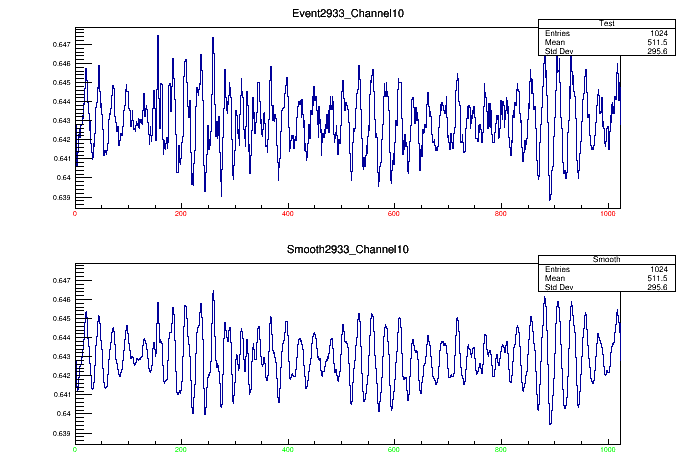 Event2933_Channel10
Test
Entries 1024
Mean 511.5
Std Dev 295.6
0.647
0.646
0.645
0.644
0.643
0.642
0.641
0.64
0.639
0 200 400 600 800 1000
Smooth2933_Channel10
Smooth
Entries 1024
Mean 511.5
Std Dev 295.6
0.647
0.646
0.645
0.644
0.643
0.642
0.641
0.64
0.639
0 200 400 600 800 1000